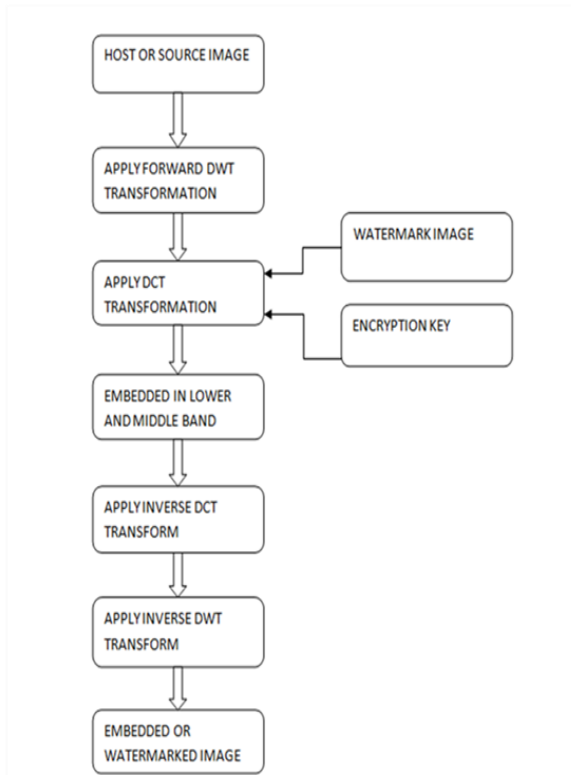 HOST OR SOURCE IMAGE
APPLY FORWARD DWT
TRANSFORMATION
WATERMARK IMAGE
APPLY DCT
TRANSFORMATION
ENCRYPTION KEY
EMBEDDED IN LOWER
AND MIDDLE BAND
APPLY INVERSE DCT
TRANSFORM
APPLY INVERSE DWT
TRANSFORM
EMBEDDED OR
WATERMARKED IMAGE